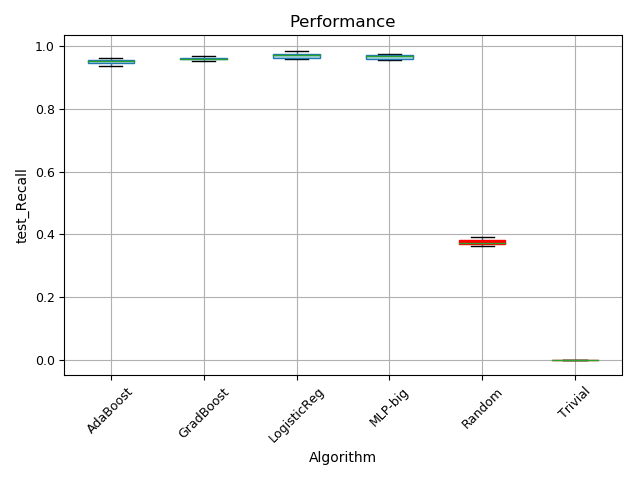 Performance
test_Recall
1.0
0.8
0.6
0.4
0.2
0.0
AdaBoost
GradBoost
LogisticReg
MLP-big
Random
Trivial
Algorithm